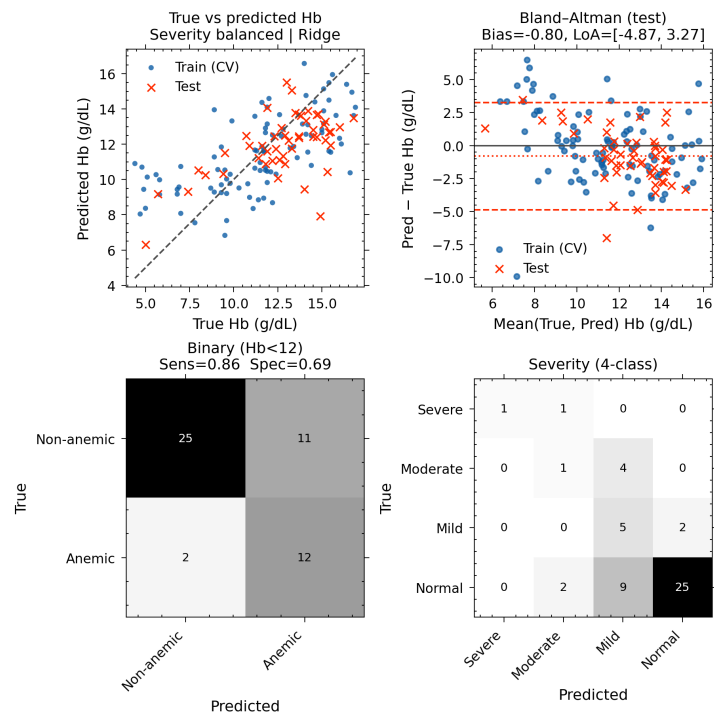 True vs predicted Hb
Severity balanced | Ridge
Train (CV)
Test
16
14
12
10
8
6
4
5.0
7.5
10.0
12.5
15.0
Predicted Hb (g/dL)
True Hb (g/dL)
Bland–Altman (test)
Bias=-0.80, LoA=[-4.87, 3.27]
5.0
2.5
0.0
−2.5
−5.0
−7.5
−10.0
Train (CV)
Test
6
8
10
12
14
16
Pred − True Hb (g/dL)
Mean(True, Pred) Hb (g/dL)
Binary (Hb<12)
Sens=0.86 Spec=0.69
Non-anemic
25
11
Anemic
2
12
True
Non-anemic
Anemic
Predicted
Severity (4-class)
Severe
1
1
0
0
Moderate
0
1
4
0
Mild
0
0
5
2
Normal
0
2
9
25
True
Severe
Moderate
Mild
Normal
Predicted